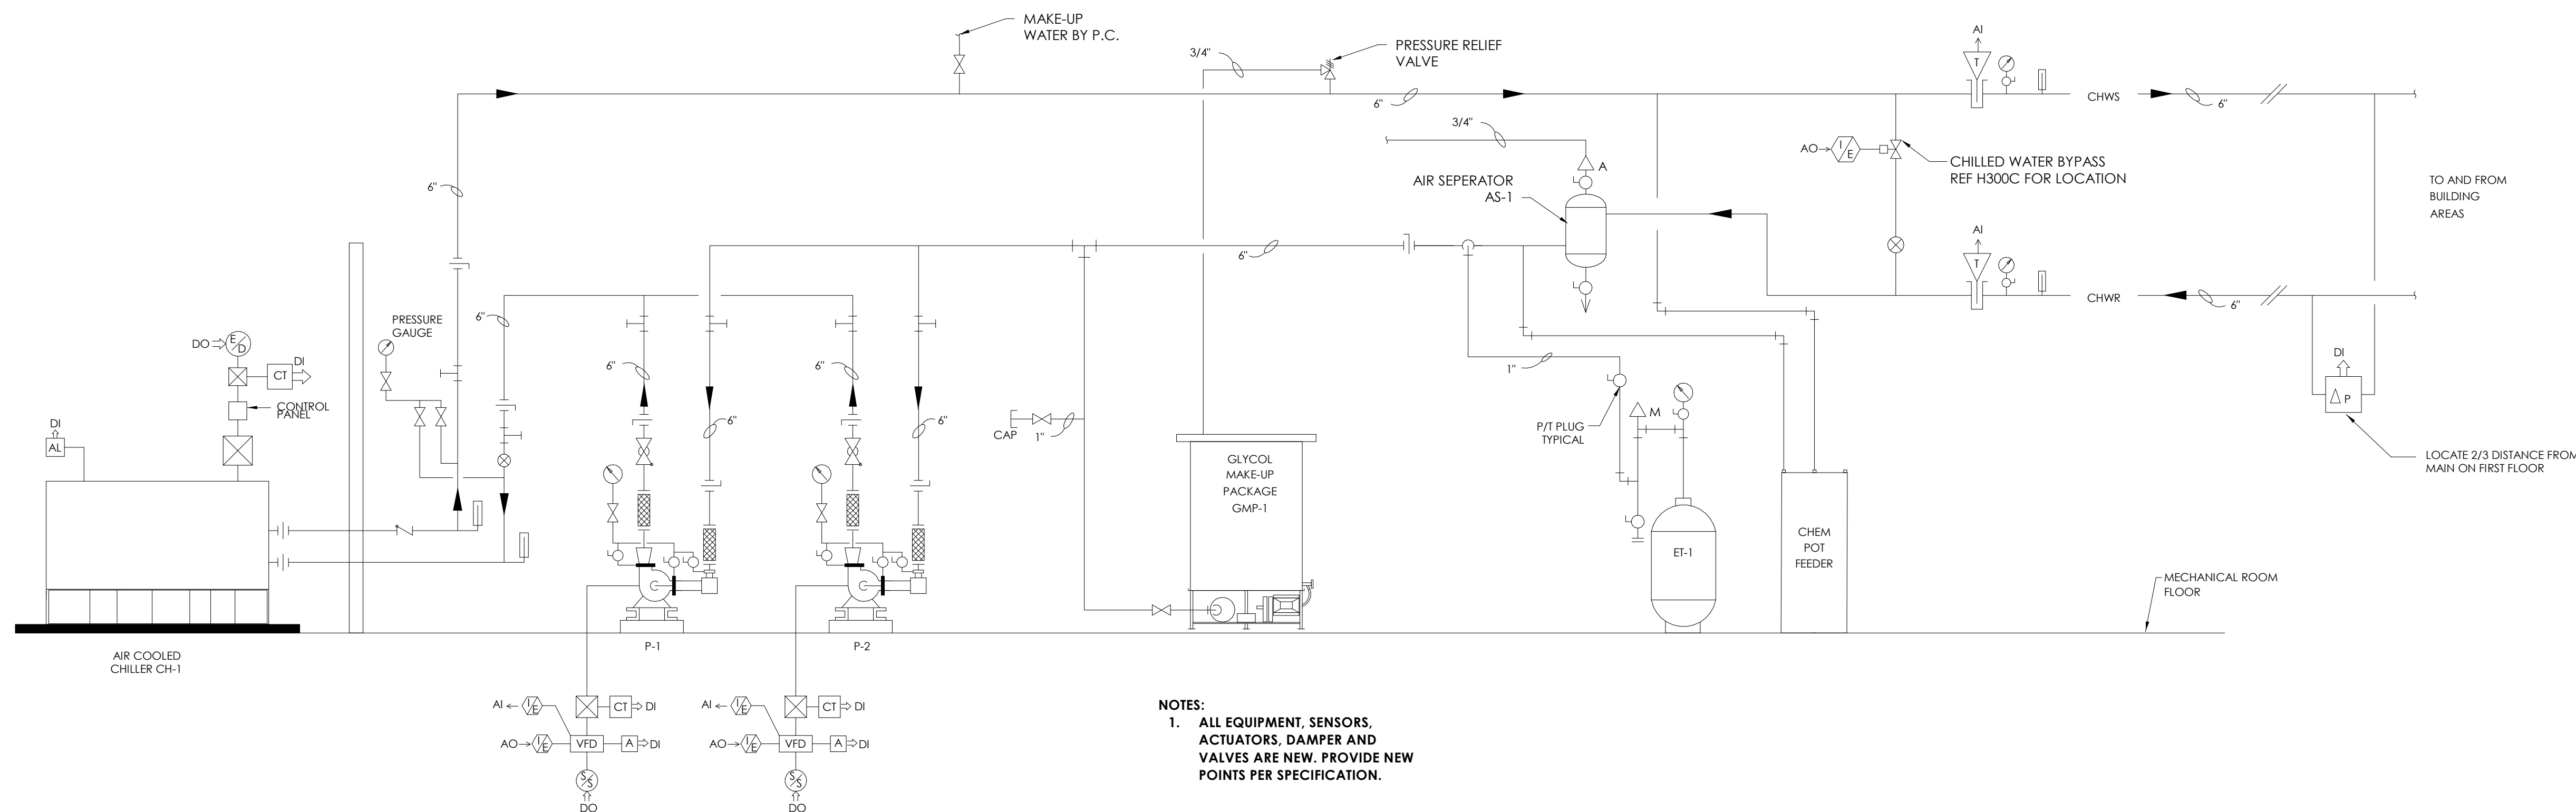 MAKE-UP
WATER BY P.C.
3/4"
PRESSURE RELIEF
VALVE
6"
AI
T
CHWS
6"
3/4"
A
AIR SEPERATOR
AS-1
AO
I/E
CHILLED WATER BYPASS
REF H300C FOR LOCATION
TO AND FROM
BUILDING
AREAS
6"
6"
AI
T
CHWR
6"
PRESSURE
GAUGE
6"
DO
E/D
CT
DI
CONTROL
PANEL
DI
AL
6"
6"
6"
6"
CAP
1"
1"
P/T PLUG
TYPICAL
M
DI
Δ P
LOCATE 2/3 DISTANCE FROM
MAIN ON FIRST FLOOR
GLYCOL
MAKE-UP
PACKAGE
GMP-1
ET-1
CHEM
POT
FEEDER
MECHANICAL ROOM
FLOOR
AIR COOLED
CHILLER CH-1
P-1
P-2
AI
I/E
CT
DI
AO
I/E
VFD
A
DI
S/S
DO
AI
I/E
CT
DI
AO
I/E
VFD
A
DI
S/S
DO
NOTES:
1. ALL EQUIPMENT, SENSORS,
ACTUATORS, DAMPER AND
VALVES ARE NEW. PROVIDE NEW
POINTS PER SPECIFICATION.